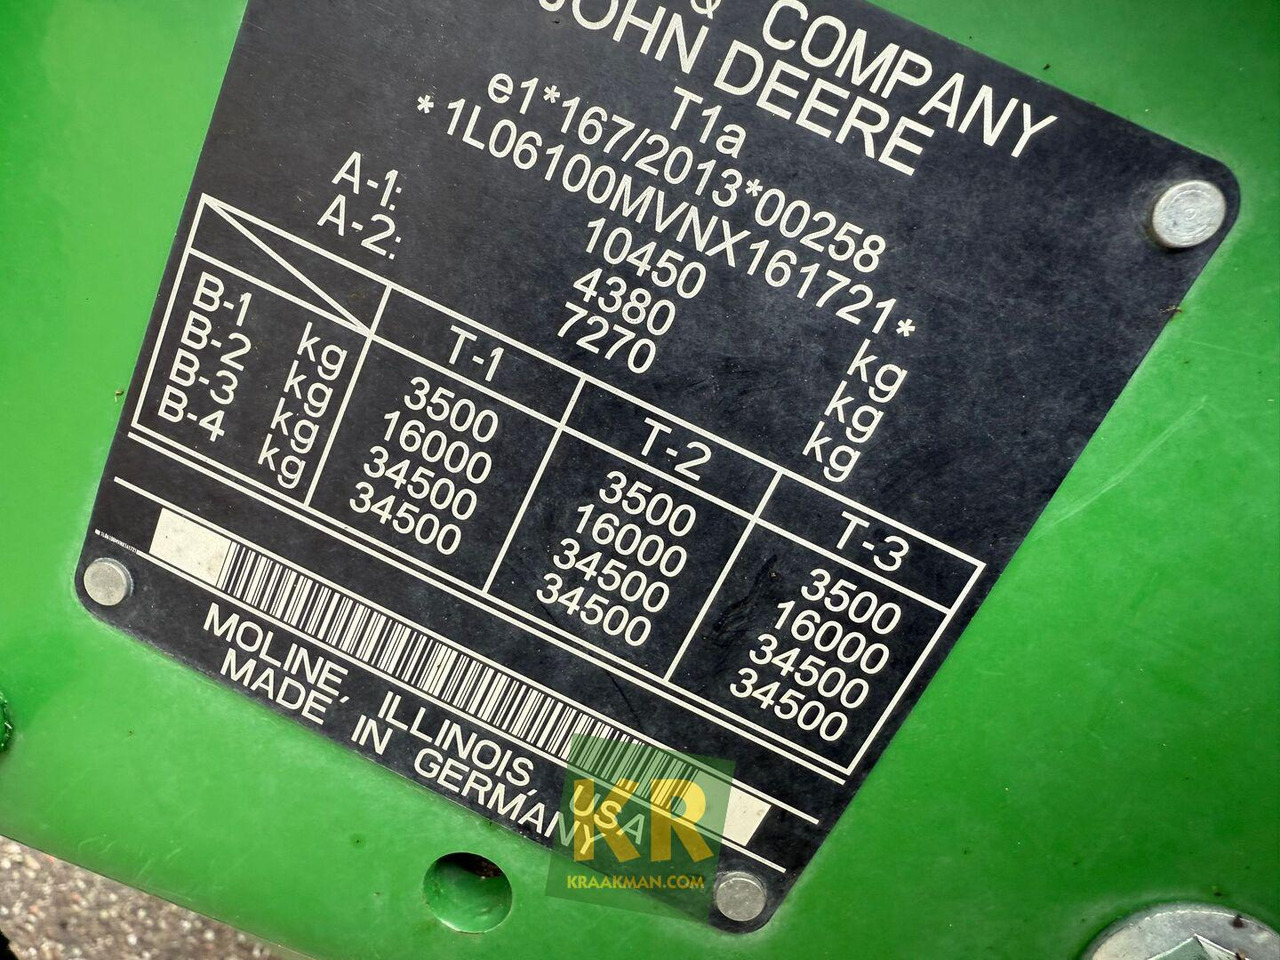 & COMPANY
JOHN DEERE
T1a
e1*167/2013*00258
*1L06100MVNX161721*
10450 kg
A-1: 4380 kg
A-2: 7270 kg
T-1 T-2 T-3
B-1 kg 3500 3500 3500
B-2 kg 16000 16000 16000
B-3 kg 34500 34500 34500
B-4 kg 34500 34500 34500
MOLINE, ILLINOIS, USA
MADE IN GERMANY
KR
KRAAKMAN.COM